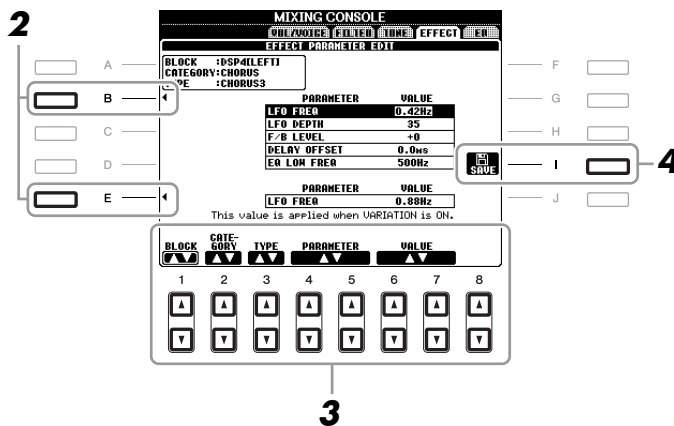 MIXING CONSOLE
VOL/VOICE FILTER TUNE EFFECT EQ
EFFECT PARAMETER EDIT
2
BLOCK :DSP4[LEFT]
CATEGORY:CHORUS
TYPE :CHORUS3
A
B
C
D
E
F
G
H
I
J
PARAMETER VALUE
LFO FREQ 0.42Hz
LFO DEPTH 35
F/B LEVEL +0
DELAY OFFSET 0.0ms
EQ LOW FREQ 500Hz
SAVE
4
PARAMETER VALUE
LFO FREQ 0.88Hz
This value is applied when VARIATION is ON.
BLOCK CATE-GORY TYPE PARAMETER VALUE
1 2 3 4 5 6 7 8
3